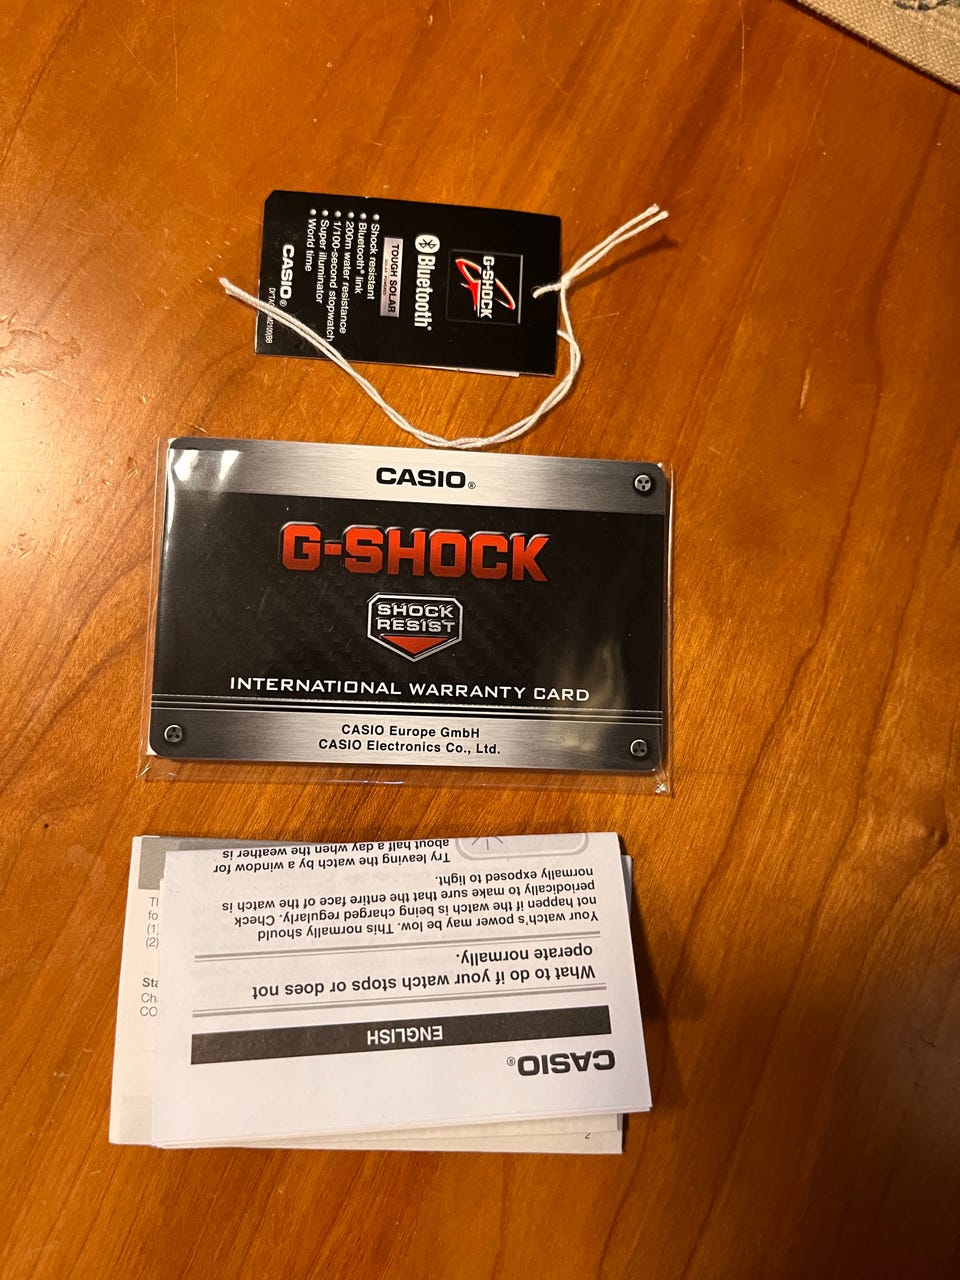 G-SHOCK
Bluetooth®
TOUGH SOLAR
• Shock resistant
• Bluetooth® link
• 200m water resistance
• 1/100-second stopwatch
• Super illuminator
• World time
CASIO®
CASIO®
G-SHOCK
SHOCK
RESIST
INTERNATIONAL WARRANTY CARD
CASIO Europe GmbH
CASIO Electronics Co., Ltd.
CASIO®
ENGLISH
What to do if your watch stops or does not
operate normally.
Your watch's power may be low. This normally should
not happen if the watch is being charged regularly. Check
periodically to make sure that the entire face of the watch is
normally exposed to light.
Try leaving the watch by a window for
about half a day when the weather is
(1)
(2)
CO
2